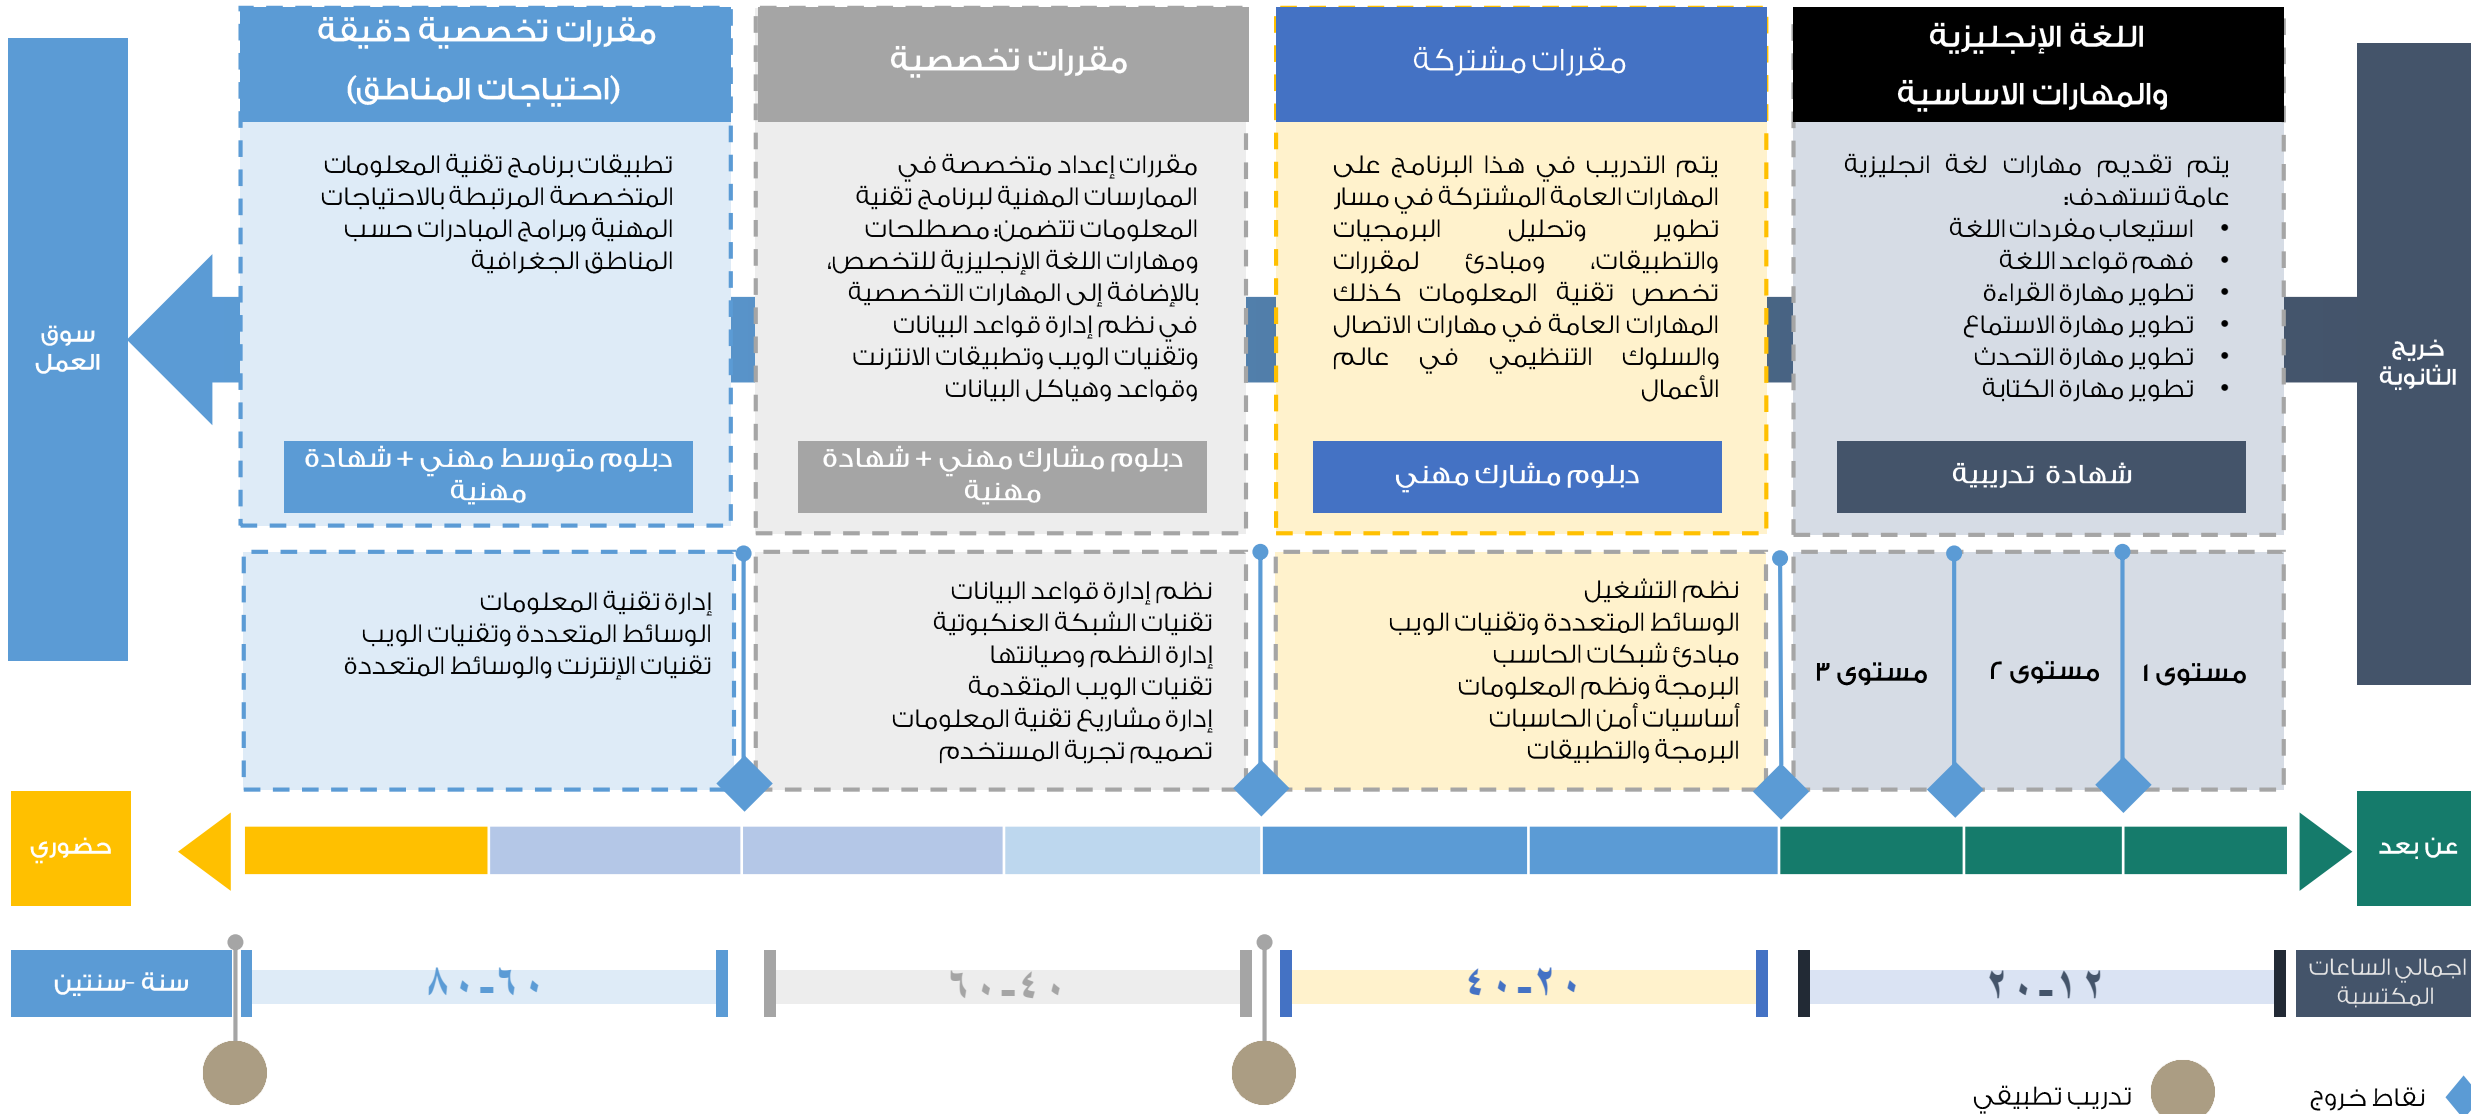 خريج
الثانوية
اللغة الإنجليزية
والمهارات الاساسية
يتم تقديم مهارات لغة انجليزية
عامة تستهدف:
• استيعاب مفردات اللغة
• فهم قواعد اللغة
• تطوير مهارة القراءة
• تطوير مهارة الاستماع
• تطوير مهارة التحدث
• تطوير مهارة الكتابة
شهادة تدريبية
مقررات مشتركة
يتم التدريب في هذا البرنامج على
المهارات العامة المشتركة في مسار
تطوير وتحليل البرمجيات
والتطبيقات، ومبادئ لمقررات
تخصص تقنية المعلومات كذلك
المهارات العامة في مهارات الاتصال
والسلوك التنظيمي في عالم
الأعمال
دبلوم مشارك مهني
مقررات تخصصية
مقررات إعداد متخصصة في
الممارسات المهنية لبرنامج تقنية
المعلومات تتضمن: مصطلحات
ومهارات اللغة الإنجليزية للتخصص،
بالإضافة إلى المهارات التخصصية
في نظم إدارة قواعد البيانات
وتقنيات الويب وتطبيقات الانترنت
وقواعد وهياكل البيانات
دبلوم مشارك مهني + شهادة
مهنية
مقررات تخصصية دقيقة
(احتياجات المناطق)
تطبيقات برنامج تقنية المعلومات
المتخصصة المرتبطة بالاحتياجات
المهنية وبرامج المبادرات حسب
المناطق الجغرافية
دبلوم متوسط مهني + شهادة
مهنية
سوق
العمل
مستوى ١
مستوى ٢
مستوى ٣
نظم التشغيل
الوسائط المتعددة وتقنيات الويب
مبادئ شبكات الحاسب
البرمجة ونظم المعلومات
أساسيات أمن الحاسبات
البرمجة والتطبيقات
نظم إدارة قواعد البيانات
تقنيات الشبكة العنكبوتية
إدارة النظم وصيانتها
تقنيات الويب المتقدمة
إدارة مشاريع تقنية المعلومات
تصميم تجربة المستخدم
إدارة تقنية المعلومات
الوسائط المتعددة وتقنيات الويب
تقنيات الإنترنت والوسائط المتعددة
عن بعد
حضوري
اجمالي الساعات
المكتسبة
١٢-٢٠
٢٠-٤٠
٤٠-٦٠
٦٠-٨٠
سنة -سنتين
نقاط خروج
تدريب تطبيقي